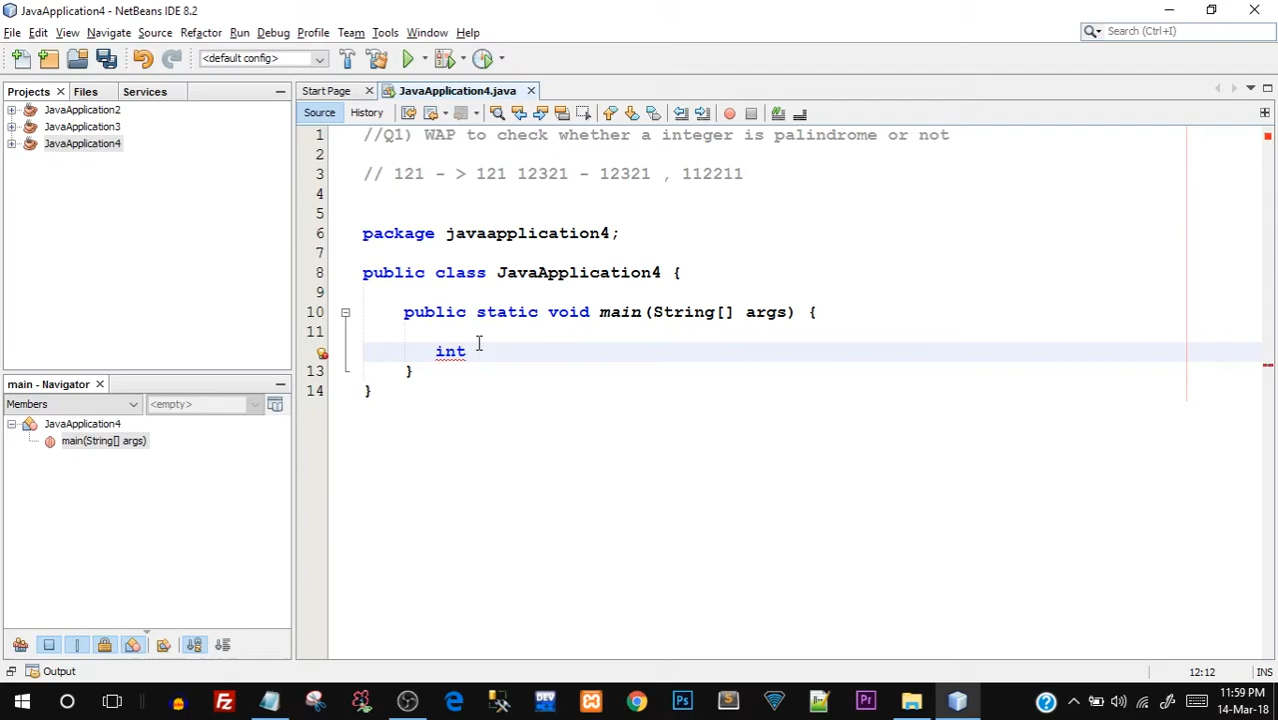 JavaApplication4 - NetBeans IDE 8.2
File Edit View Navigate Source Refactor Run Debug Profile Team Tools Window Help
Search (Ctrl+I)
<default config>
Projects Files Services
Start Page JavaApplication4.java
JavaApplication2
JavaApplication3
JavaApplication4
Source History
1 //Q1) WAP to check whether a integer is palindrome or not
2
3 // 121 - > 121 12321 - 12321 , 112211
4
5
6 package javaapplication4;
7
8 public class JavaApplication4 {
9
10 public static void main(String[] args) {
11
int
13 }
14 }
main - Navigator
Members <empty>
JavaApplication4
main(String[] args)
Output
12:12 INS
11:59 PM
14-Mar-18